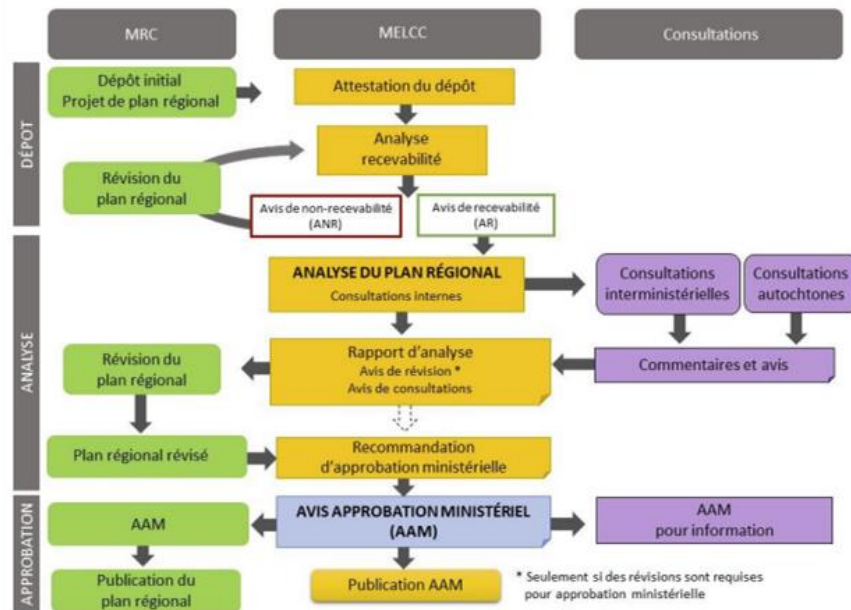 MRC
MELCC
Consultations
DÉPOT
Dépôt initial
Projet de plan régional
Attestation du dépôt
Analyse
recevabilité
Révision du
plan régional
Avis de non-recevabilité
(ANR)
Avis de recevabilité
(AR)
ANALYSE
ANALYSE DU PLAN RÉGIONAL
Consultations internes
Consultations
interministérielles
Consultations
autochtones
Révision du
plan régional
Rapport d'analyse
Avis de révision *
Avis de consultations
Commentaires et avis
Plan régional révisé
Recommandation
d'approbation ministérielle
APPROBATION
AAM
AVIS APPROBATION MINISTÉRIEL
(AAM)
AAM
pour information
Publication du
plan régional
Publication AAM
* Seulement si des révisions sont requises
pour approbation ministérielle